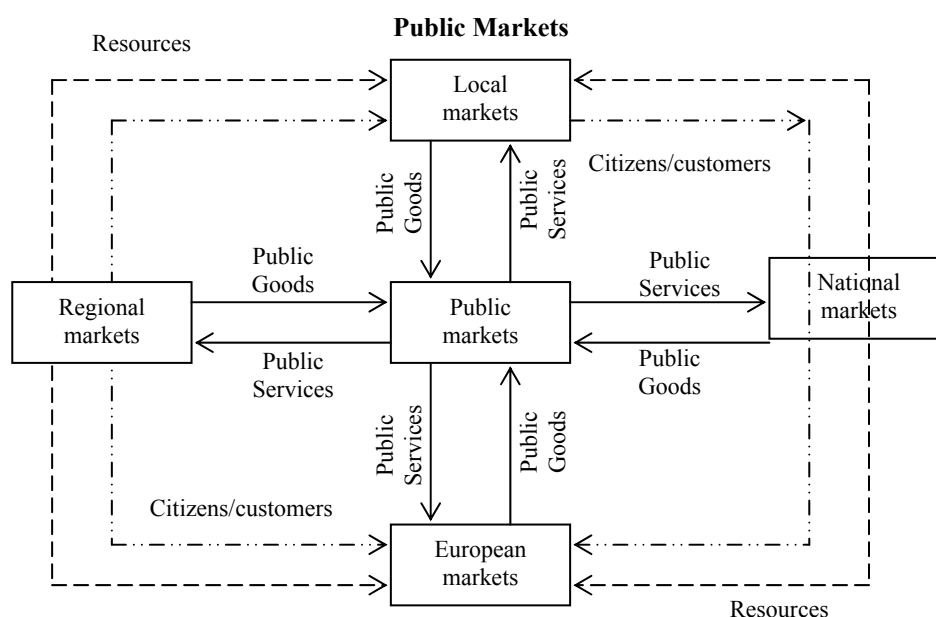 Public Markets
Resources
Local
markets
Citizens/customers
Public
Goods
Public
Services
Public
Goods
Public
Services
Regional
markets
Public
markets
National
markets
Public
Services
Public
Goods
Public
Services
Public
Goods
Citizens/customers
European
markets
Resources